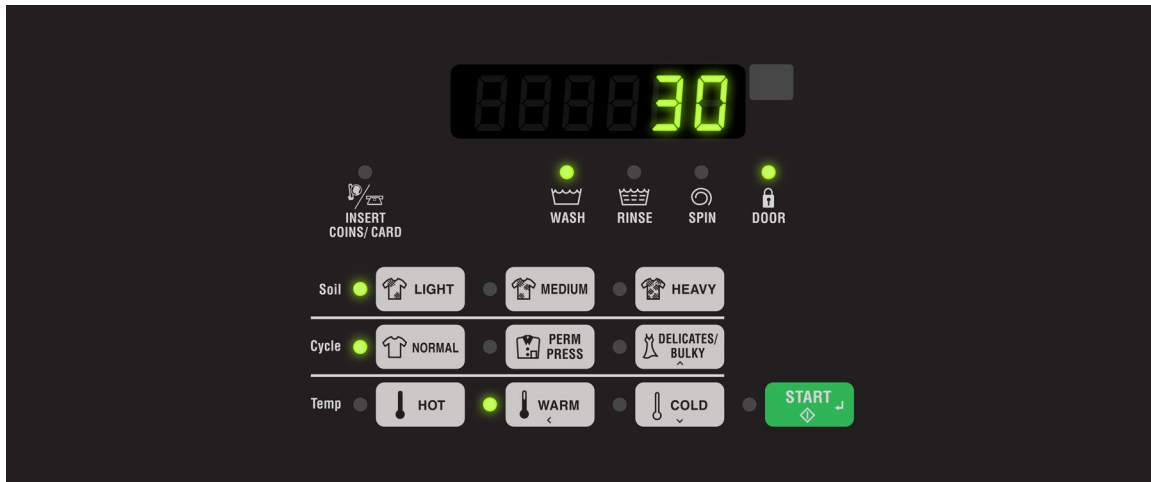 30
INSERT
COINS/ CARD
WASH
RINSE
SPIN
DOOR
Soil
LIGHT
MEDIUM
HEAVY
Cycle
NORMAL
PERM
PRESS
DELICATES/
BULKY
Temp
HOT
WARM
COLD
START